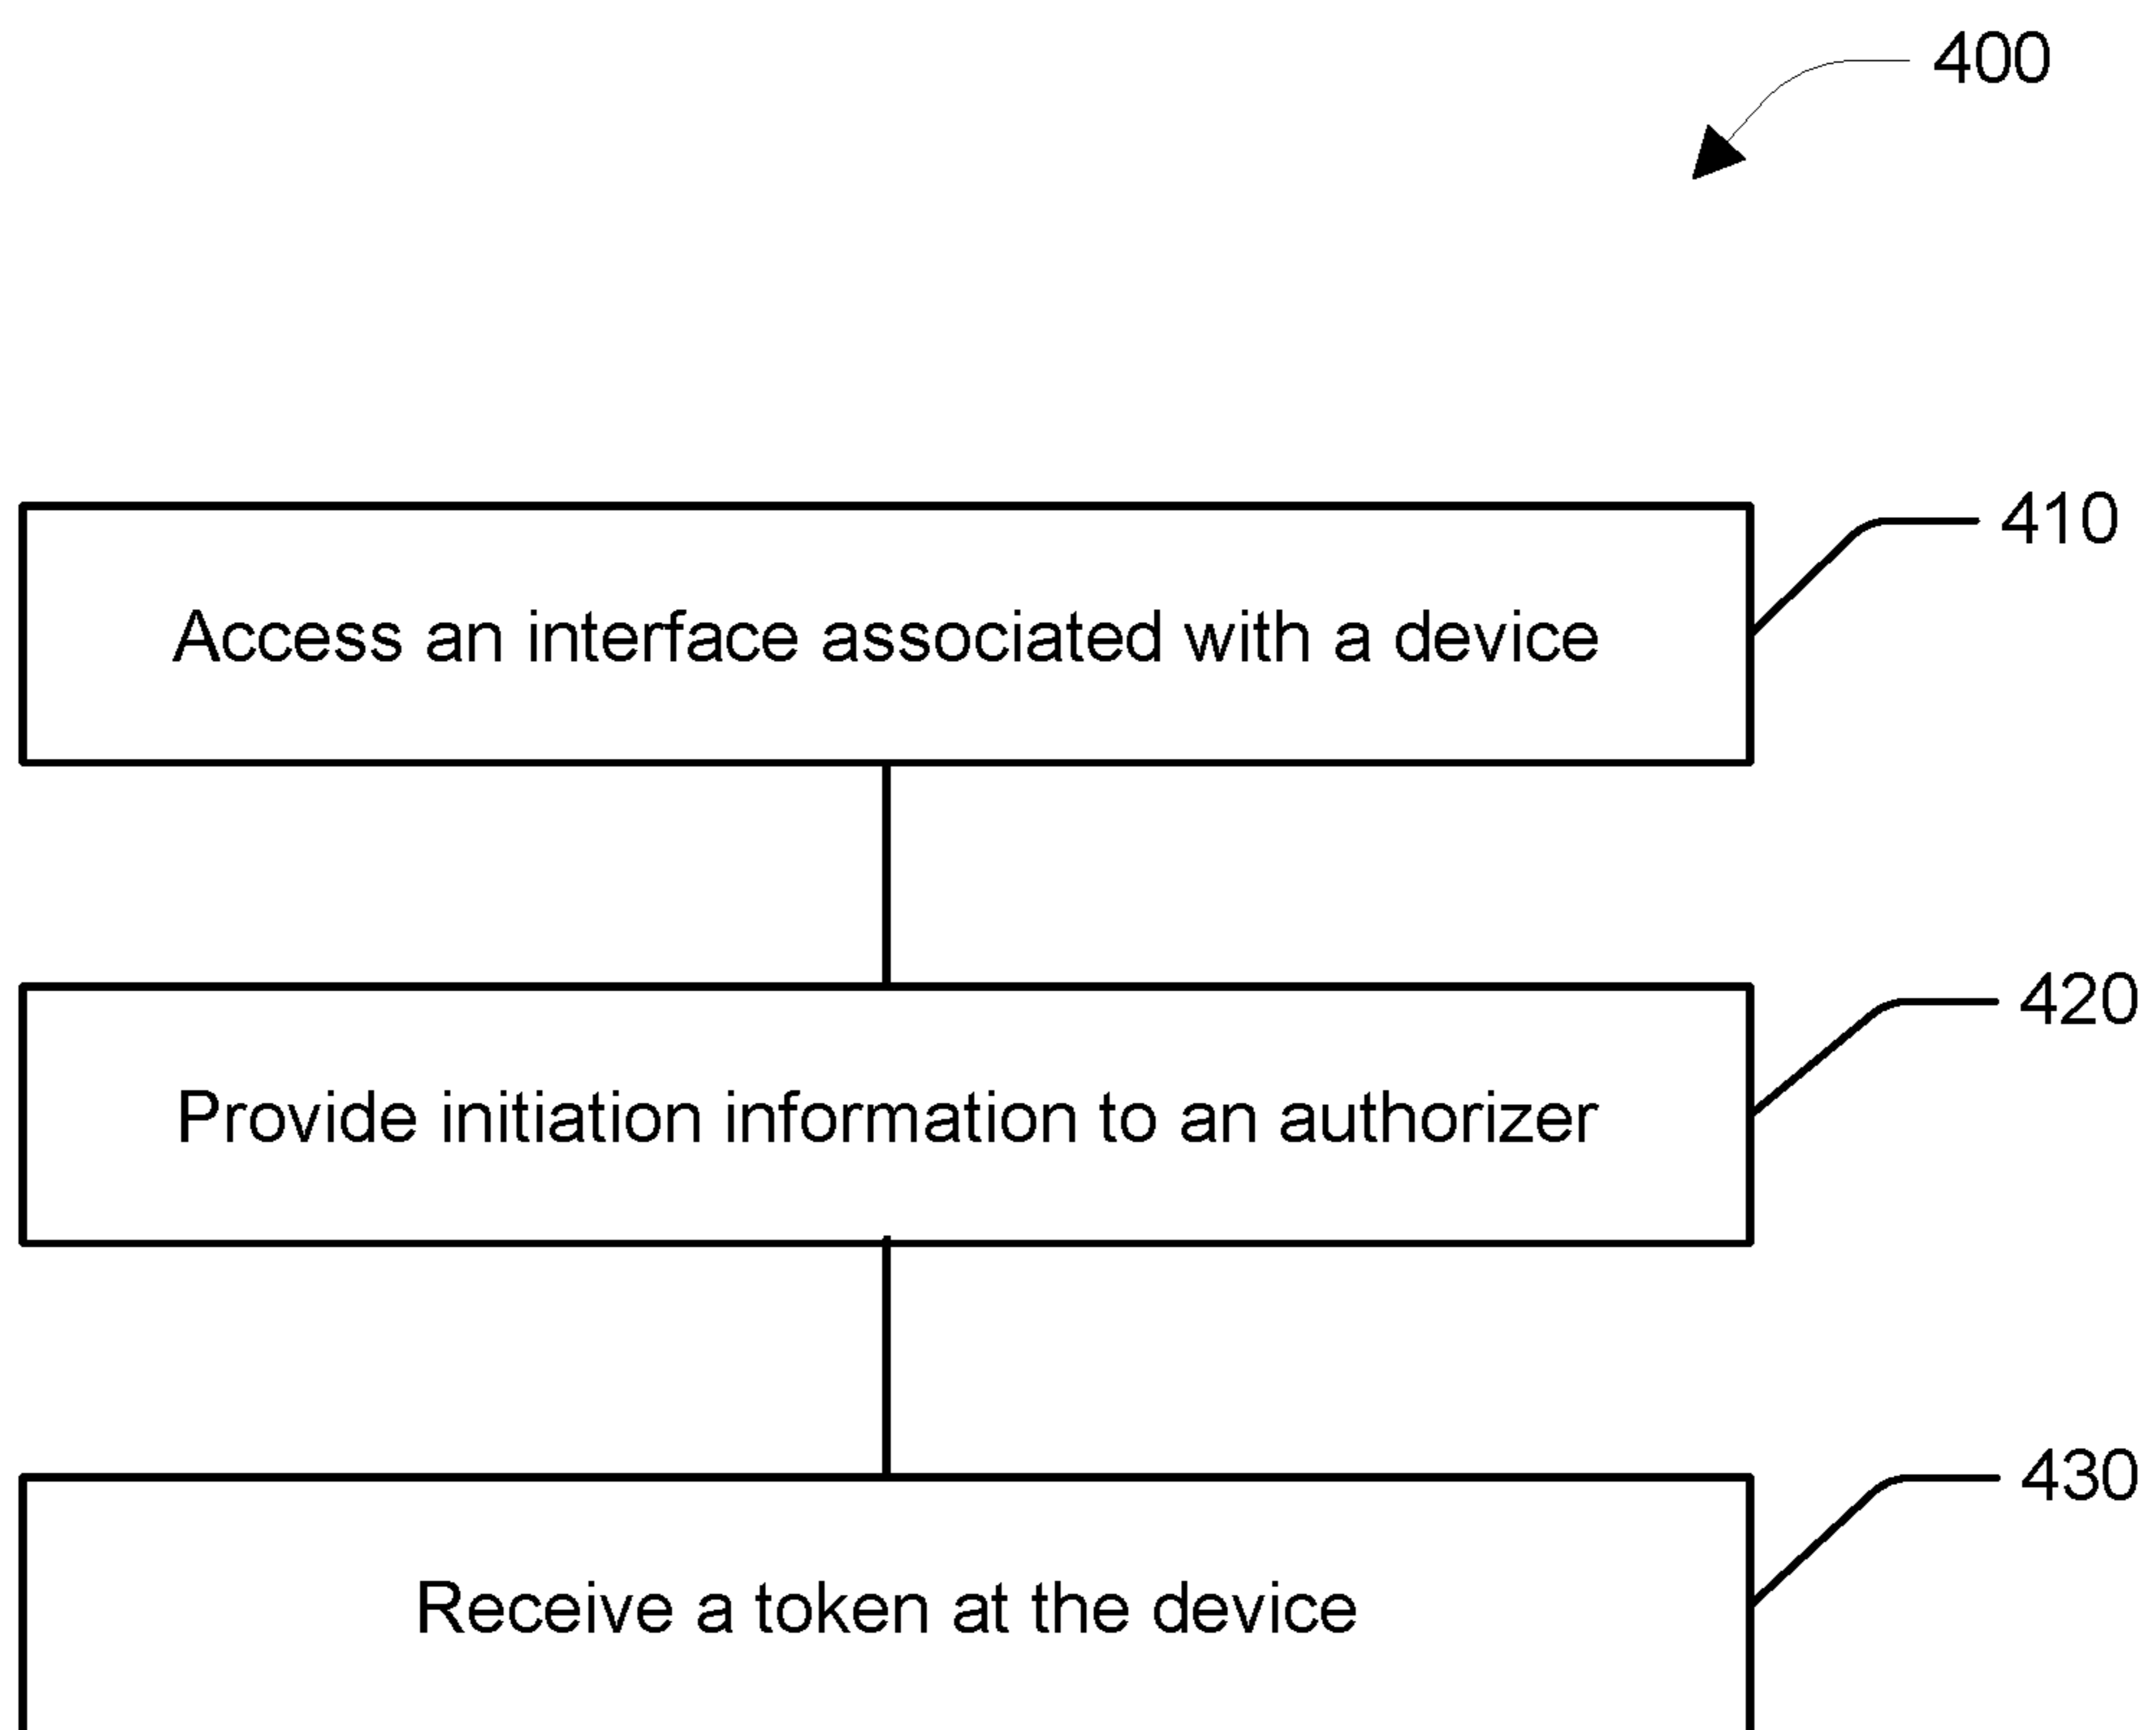 400
410
Access an interface associated with a device
420
Provide initiation information to an authorizer
430
Receive a token at the device